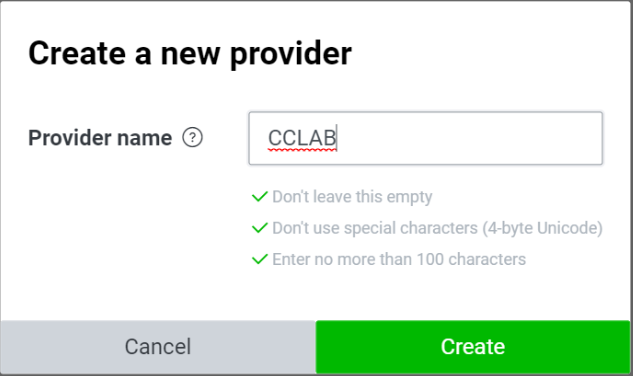 Create a new provider
Provider name ?
CCLAB
Don't leave this empty
Don't use special characters (4-byte Unicode)
Enter no more than 100 characters
Cancel
Create